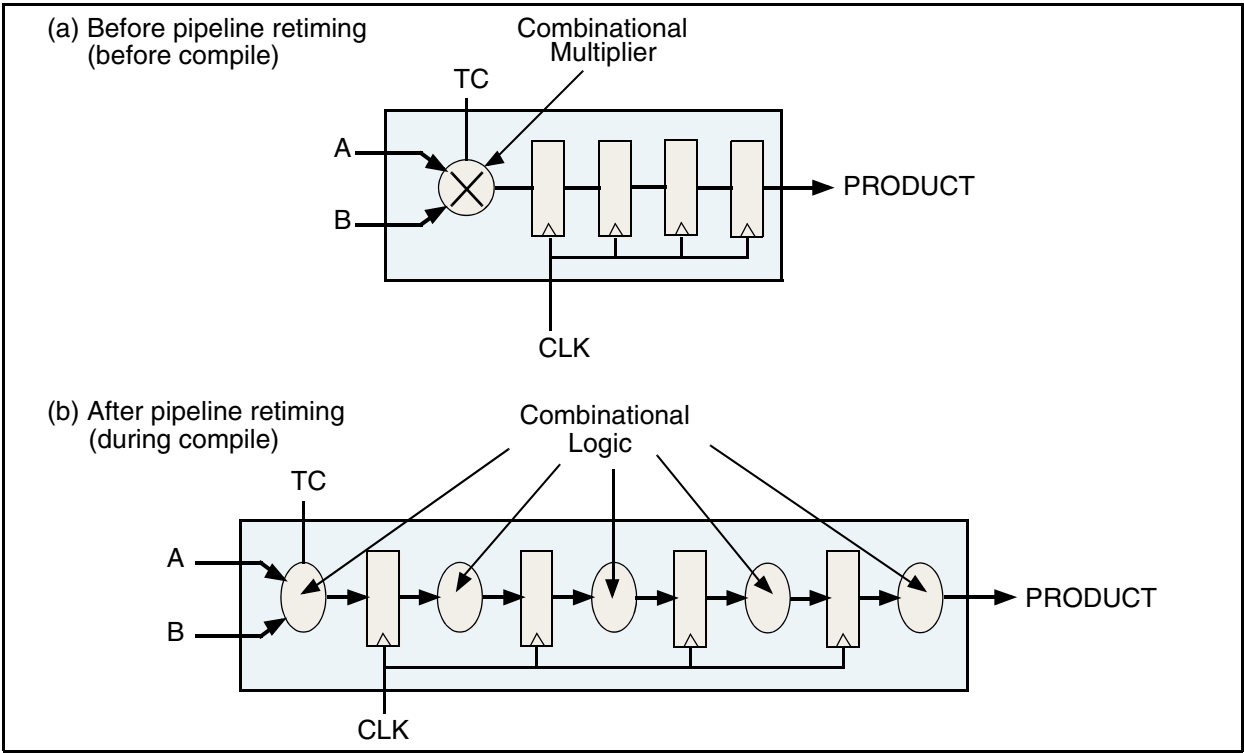 (a) Before pipeline retiming
(before compile)
Combinational
Multiplier
TC
A
B
PRODUCT
CLK
(b) After pipeline retiming
(during compile)
Combinational
Logic
TC
A
B
PRODUCT
CLK